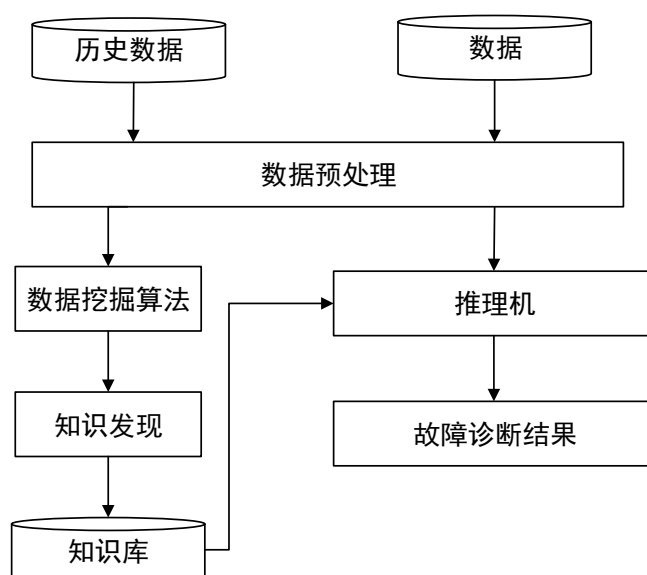 历史数据
数据
数据预处理
数据挖掘算法
推理机
知识发现
故障诊断结果
知识库